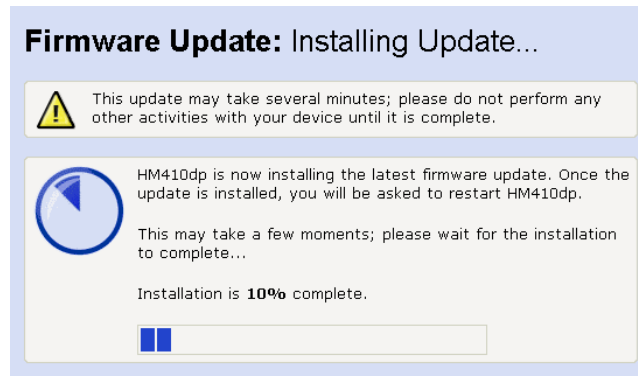 Firmware Update: Installing Update...
This update may take several minutes; please do not perform any
other activities with your device until it is complete.
HM410dp is now installing the latest firmware update. Once the
update is installed, you will be asked to restart HM410dp.
This may take a few moments; please wait for the installation
to complete...
Installation is 10% complete.